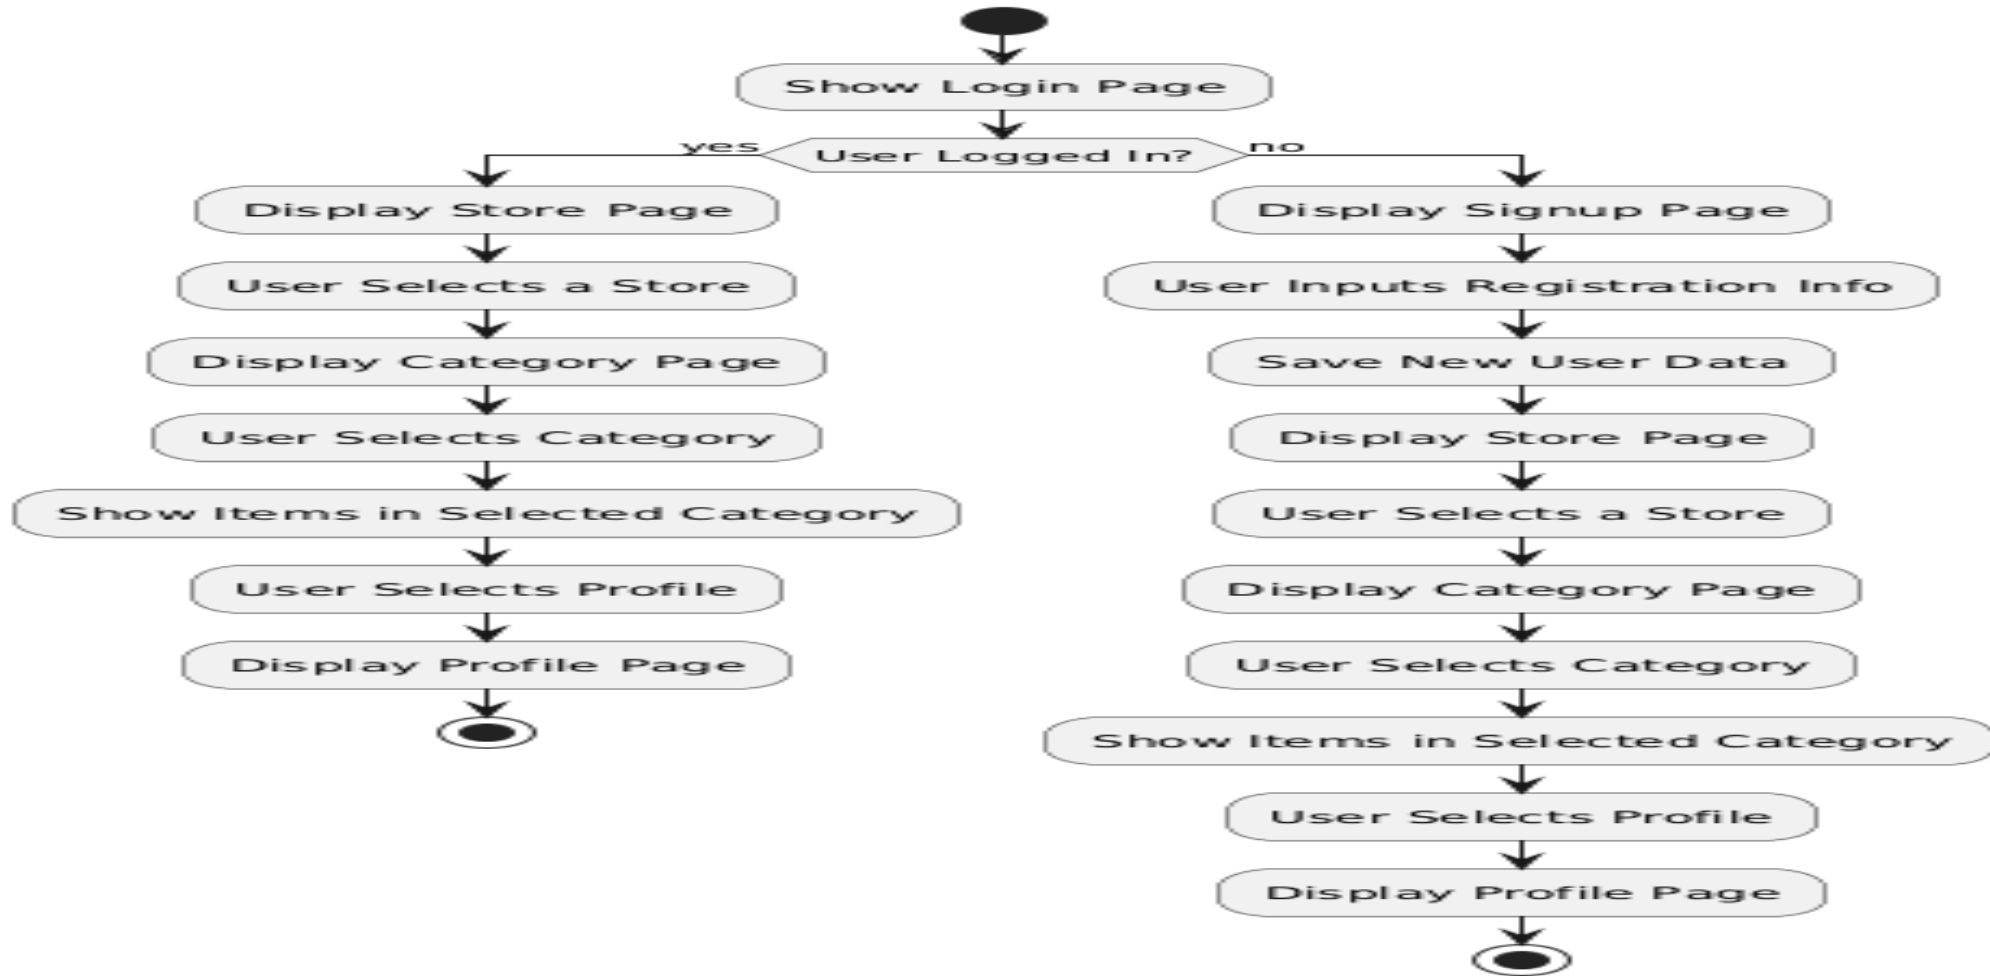 Show Login Page
yes
User Logged In?
no
Display Store Page
User Selects a Store
Display Category Page
User Selects Category
Show Items in Selected Category
User Selects Profile
Display Profile Page
Display Signup Page
User Inputs Registration Info
Save New User Data
Display Store Page
User Selects a Store
Display Category Page
User Selects Category
Show Items in Selected Category
User Selects Profile
Display Profile Page